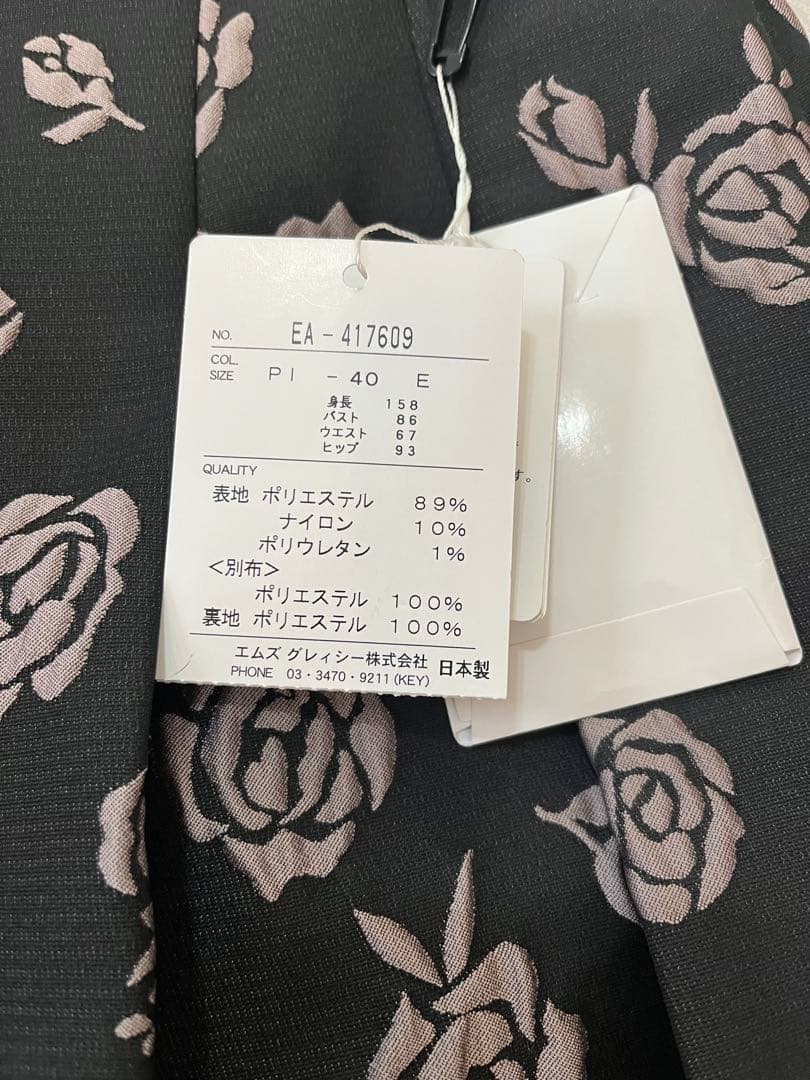 NO. EA-417609
COL.
SIZE PI -40 E
身長 158
バスト 86
ウエスト 67
ヒップ 93
QUALITY
表地 ポリエステル 89%
ナイロン 10%
ポリウレタン 1%
<別布>
ポリエステル 100%
裏地 ポリエステル 100%
エムズ グレィシー株式会社 日本製
PHONE 03・3470・9211(KEY)
す。